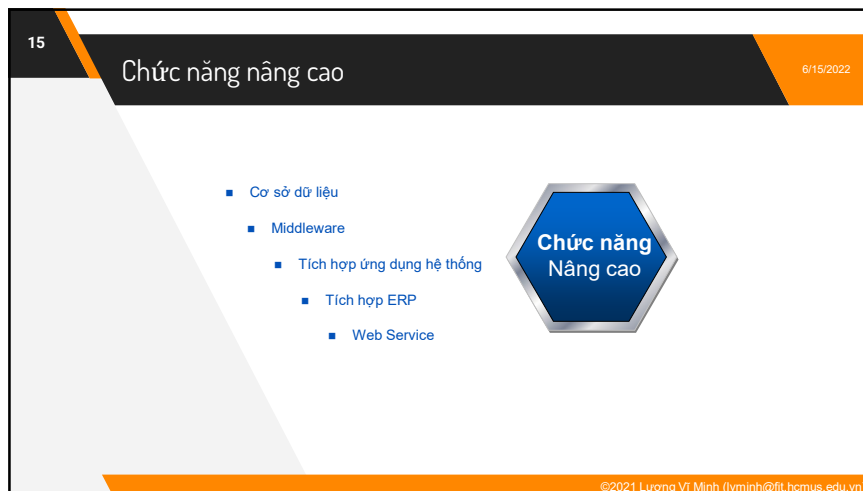 15
Chức năng nâng cao
6/15/2022
■ Cơ sở dữ liệu
■ Middleware
■ Tích hợp ứng dụng hệ thống
■ Tích hợp ERP
■ Web Service
Chức năng
Nâng cao
©2021 Lương Vĩ Minh (lvminh@fit.hcmus.edu.vn